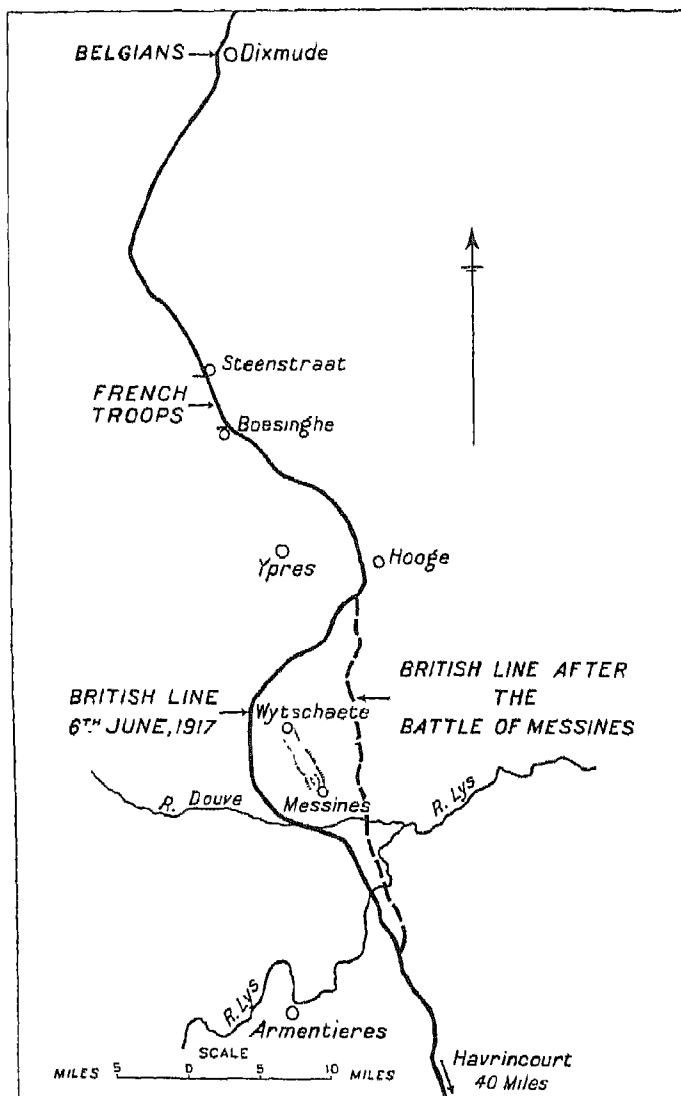 BELGIANS
Dixmude
Steenstraat
FRENCH
TROOPS
Boesinghe
Ypres
Hooge
BRITISH LINE
6TH JUNE, 1917
Wytschaete
BRITISH LINE AFTER
THE
BATTLE OF MESSINES
Messines
R. Douve
R. Lys
R. Lys
Armentieres
SCALE
MILES 5 0 5 10 MILES
Havrincourt
40 Miles